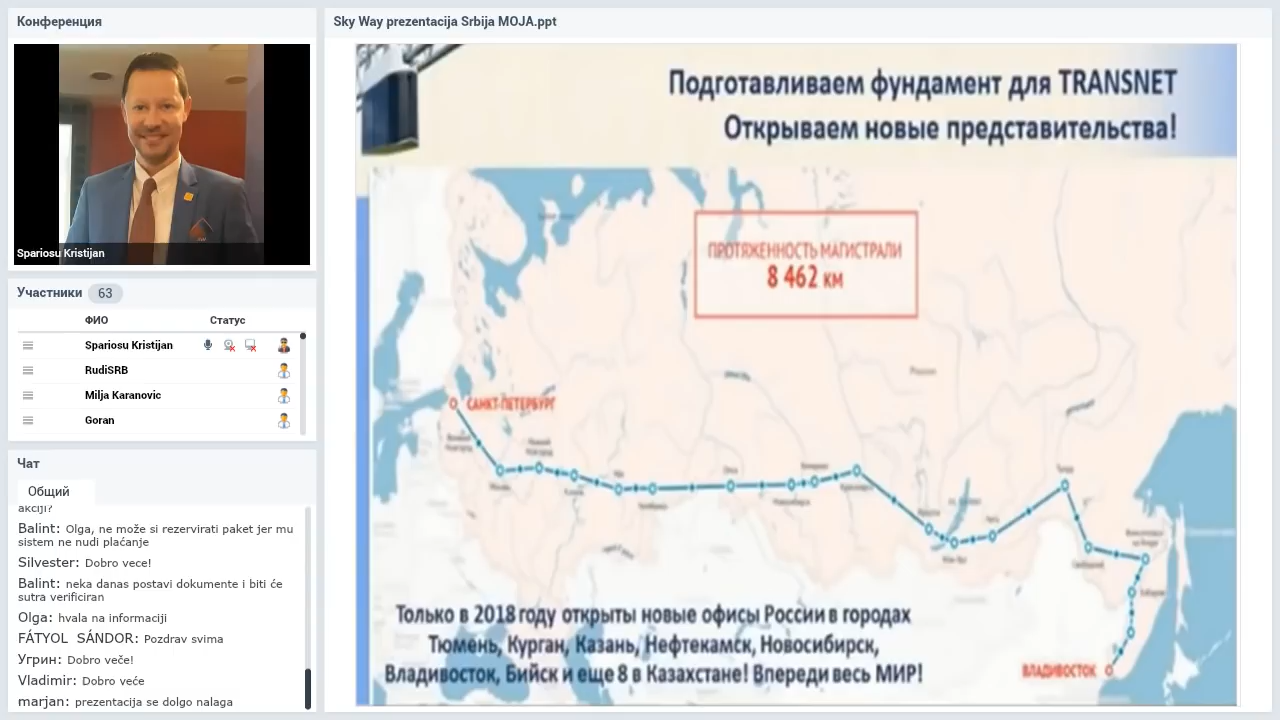 Конференция
Spariosu Kristijan
Участники 63
ФИО Статус
Spariosu Kristijan
RudiSRB
Milja Karanovic
Goran
Чат
Общий
akciji?
Balint: Olga, ne može si rezervirati paket jer mu
sistem ne nudi plaćanje
Silvester: Dobro vece!
Balint: neka danas postavi dokumente i biti će
sutra verificiran
Olga: hvala na informaciji
FÁTYOL SÁNDOR: Pozdrav svima
Угрин: Dobro veče!
Vladimir: Dobro veće
marjan: prezentacija se dolgo nalaga
Sky Way prezentacija Srbija MOJA.ppt
Подготавливаем фундамент для TRANSNET
Открываем новые представительства!
ПРОТЯЖЕННОСТЬ МАГИСТРАЛИ
8 462 км
Россия
САНКТ-ПЕТЕРБУРГ
ВЛАДИВОСТОК
Только в 2018 году открыты новые офисы России в городах
Тюмень, Курган, Казань, Нефтекамск, Новосибирск,
Владивосток, Бийск и еще 8 в Казахстане! Впереди весь МИР!